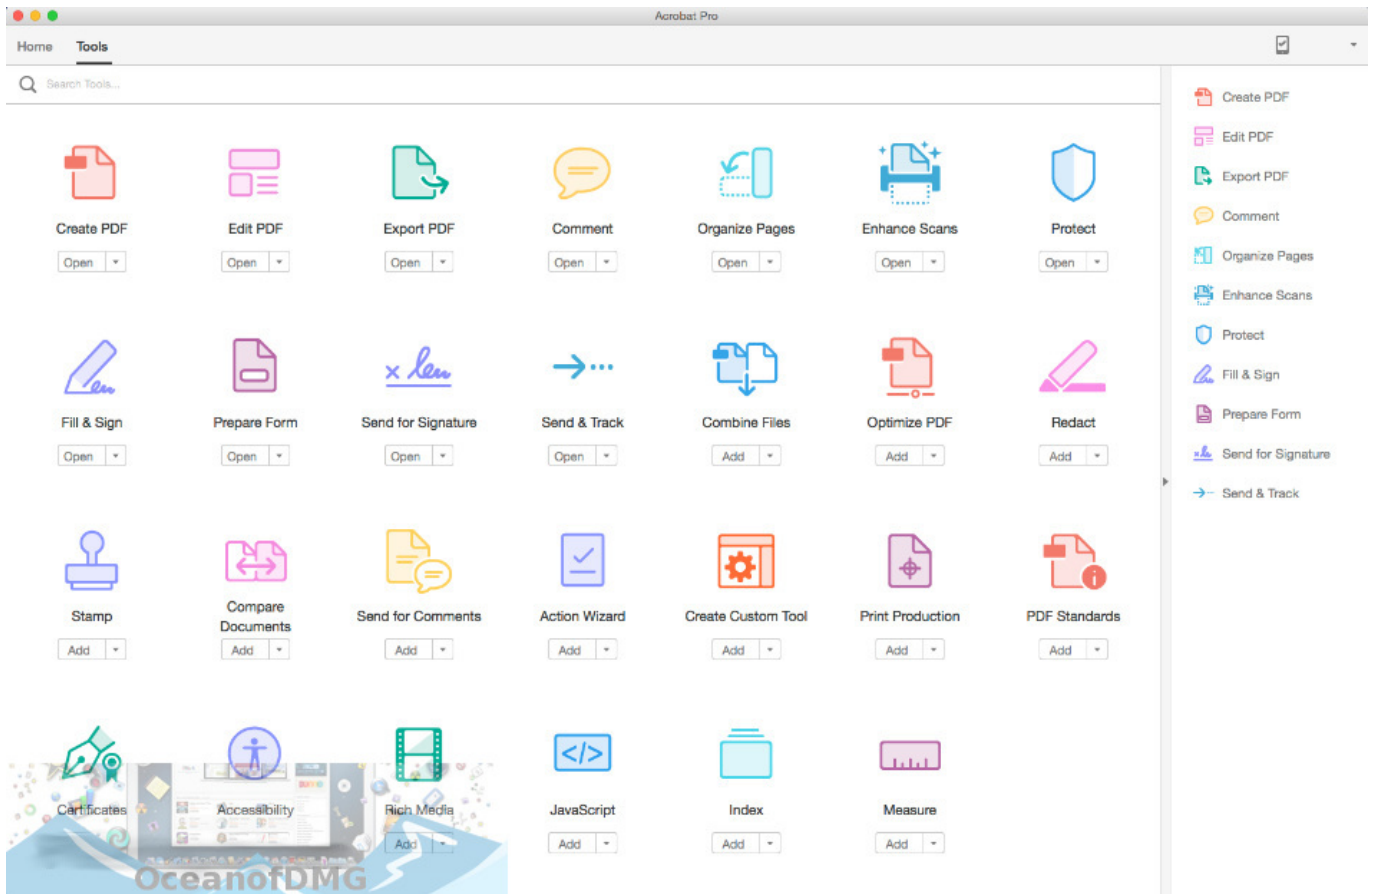 Acrobat Pro
Home Tools
Search Tools...
Create PDF Edit PDF Export PDF Comment Organize Pages Enhance Scans Protect
Open Open Open Open Open Open Open
Fill & Sign Prepare Form Send for Signature Send & Track Combine Files Optimize PDF Redact
Open Open Open Open Add Add Add
Stamp Compare Documents Send for Comments Action Wizard Create Custom Tool Print Production PDF Standards
Add Add Add Add Add Add Add
Certificates Accessibility Rich Media JavaScript Index Measure
Add Add Add Add
OceanofDMG
Create PDF
Edit PDF
Export PDF
Comment
Organize Pages
Enhance Scans
Protect
Fill & Sign
Prepare Form
Send for Signature
Send & Track